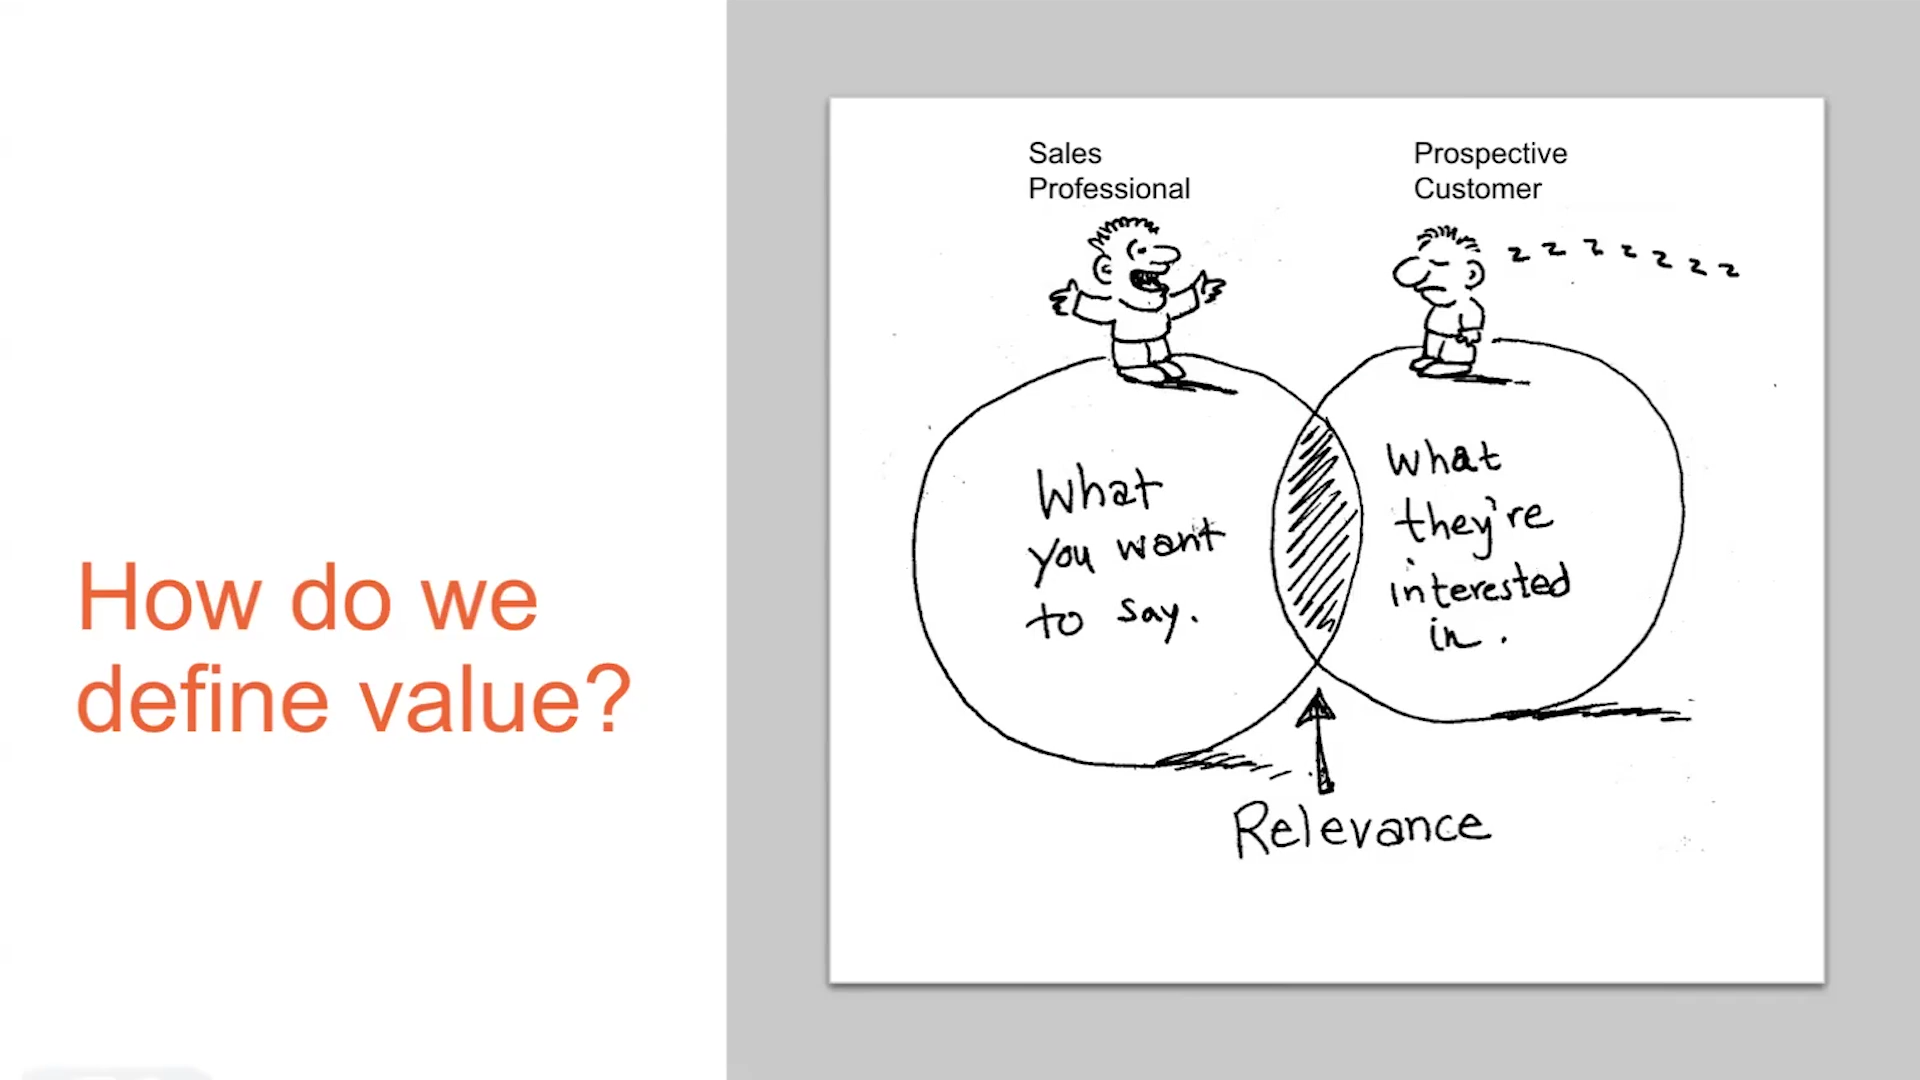 How do we
define value?
Sales
Professional
Prospective
Customer
z z z z z z z
What
you want
to say.
What
they're
interested
in.
Relevance